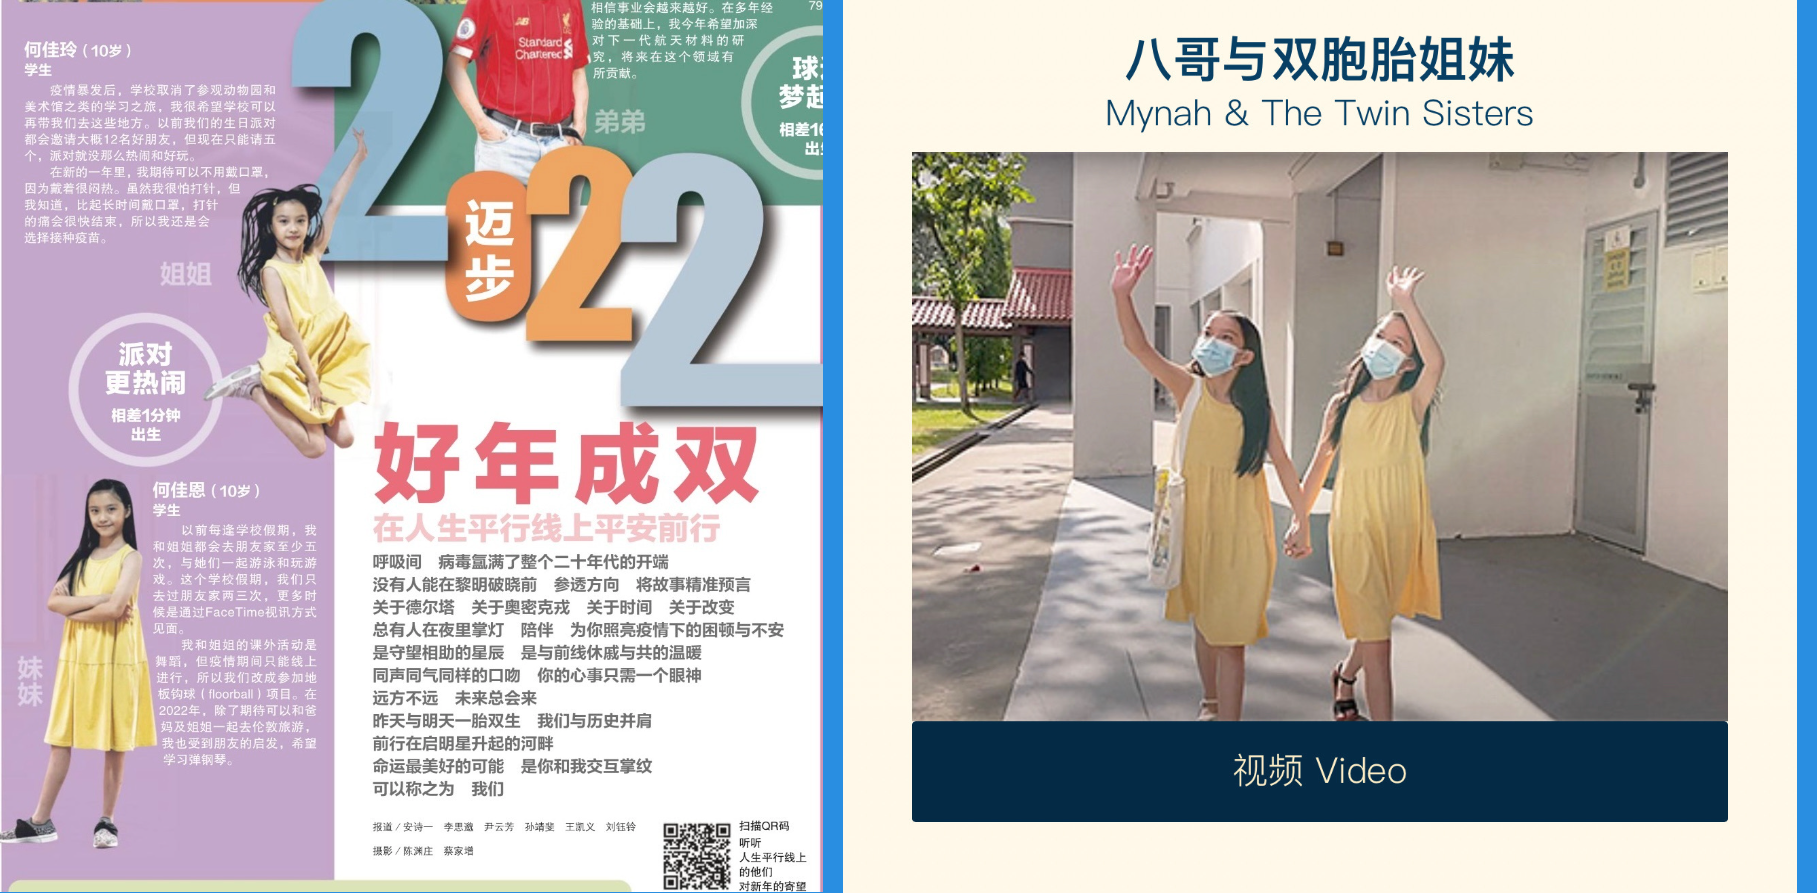 何佳玲（10岁）
学生
疫情暴发后，学校取消了参观动物园和
美术馆之类的学习之旅，我很希望学校可以
再带我们去这些地方。以前我们的生日派对
都会邀请大概12名好朋友，但现在只能请五
个，派对就没那么热闹和好玩。
在新的一年里，我期待可以不用戴口罩，
因为戴着很闷热。虽然我很怕打针，但
我知道，比起长时间戴口罩，打针
的痛会很快结束，所以我还是会
选择接种疫苗。
姐姐
派对
更热闹
相差1分钟
出生
何佳恩（10岁）
学生
以前每逢学校假期，我
和姐姐都会去朋友家至少五
次，与她们一起游泳和玩游
戏。这个学校假期，我们只
去过朋友家两三次，更多时
候是通过FaceTime视讯方式
见面。
我和姐姐的课外活动是
舞蹈，但疫情期间只能线上
进行，所以我们改成参加地
板钩球（floorball）项目。在
2022年，除了期待可以和爸
妈及姐姐一起去伦敦旅游，
我也受到朋友的启发，希望
学习弹钢琴。
妹妹
相信事业会越来越好。在多年经
验的基础上，我今年希望加深
对下一代航天材料的研
究，将来在这个领域有
所贡献。
79
Standard
Chartered
弟弟
球
梦起
相差16
出
2022
迈步
好年成双
在人生平行线上平安前行
呼吸间 病毒氲满了整个二十年代的开端
没有人能在黎明破晓前 参透方向 将故事精准预言
关于德尔塔 关于奥密克戎 关于时间 关于改变
总有人在夜里掌灯 陪伴 为你照亮疫情下的困顿与不安
是守望相助的星辰 是与前线休戚与共的温暖
同声同气同样的口吻 你的心事只需一个眼神
远方不远 未来总会来
昨天与明天一胎双生 我们与历史并肩
前行在启明星升起的河畔
命运最美好的可能 是你和我交互掌纹
可以称之为 我们
报道／安诗一 李思邈 尹云芳 孙靖斐 王凯义 刘钰铃
摄影／陈渊庄 蔡家增
扫描QR码
听听
人生平行线上
的他们
对新年的寄望
八哥与双胞胎姐妹
Mynah & The Twin Sisters
视频 Video